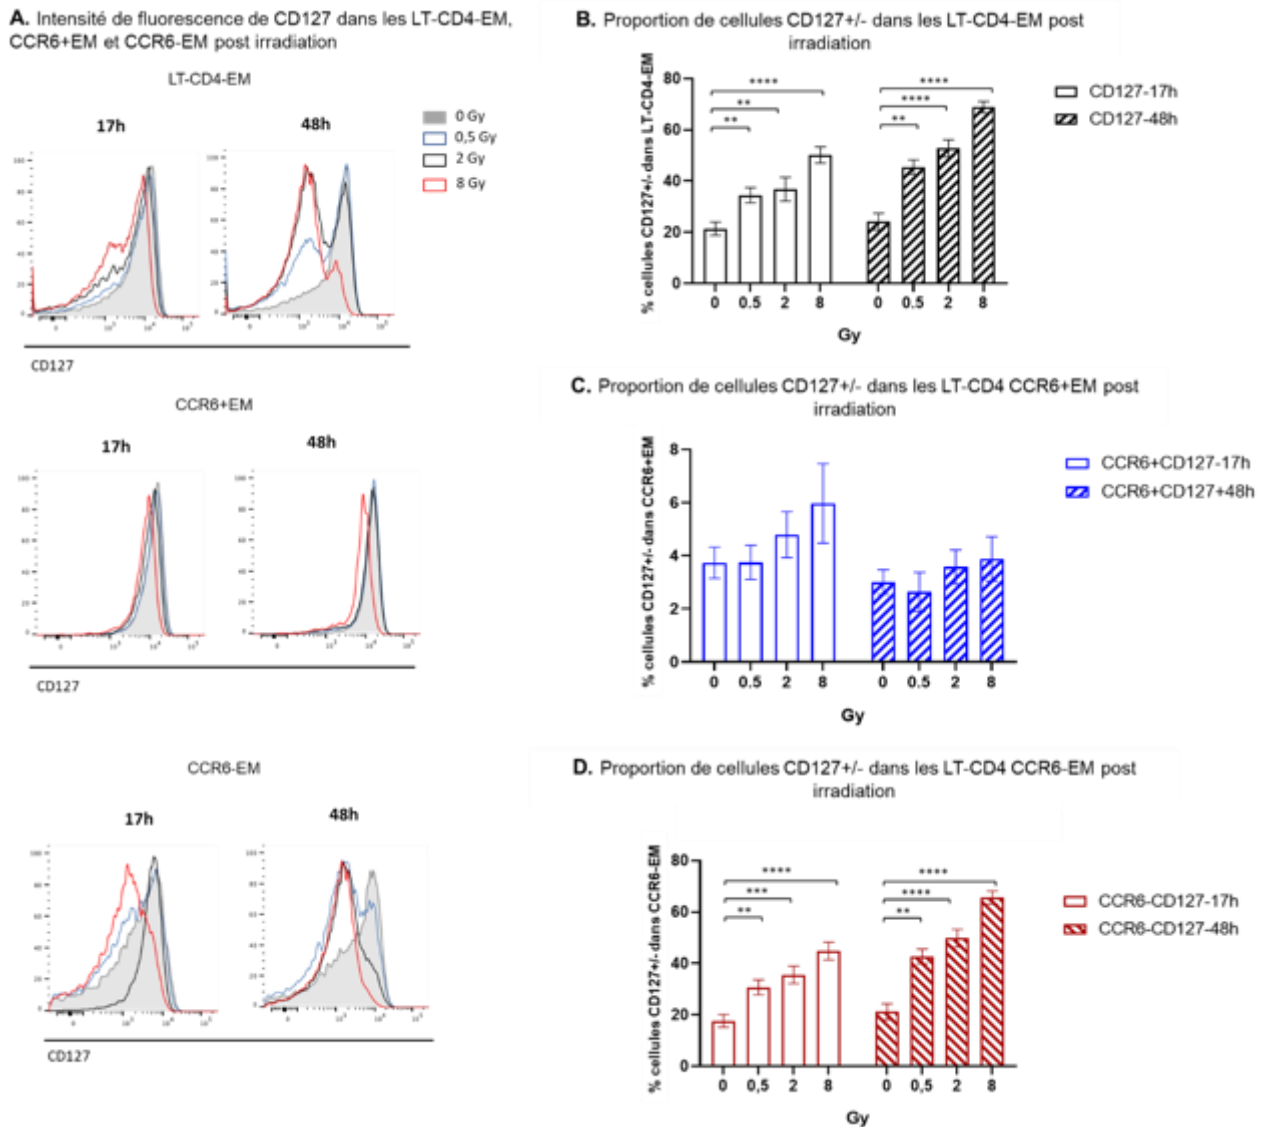 A. Intensité de fluorescence de CD127 dans les LT-CD4-EM,
CCR6+EM et CCR6-EM post irradiation
LT-CD4-EM
17h
48h
0 Gy
0,5 Gy
2 Gy
8 Gy
CD127
CCR6+EM
17h
48h
CD127
CCR6-EM
17h
48h
CD127
B. Proportion de cellules CD127+/- dans les LT-CD4-EM post
irradiation
% cellules CD127+/- dans LT-CD4-EM
80
60
40
20
0
**** ** **
**** **** **
0 0.5 2 8 0 0.5 2 8
Gy
CD127-17h
CD127-48h
C. Proportion de cellules CD127+/- dans les LT-CD4 CCR6+EM post
irradiation
% cellules CD127+/- dans CCR6+EM
8
6
4
2
0
0 0.5 2 8 0 0.5 2 8
Gy
CCR6+CD127-17h
CCR6+CD127+48h
D. Proportion de cellules CD127+/- dans les LT-CD4 CCR6-EM post
irradiation
% cellules CD127+/- dans CCR6-EM
80
60
40
20
0
**** *** **
**** **** **
0 0,5 2 8 0 0,5 2 8
Gy
CCR6-CD127-17h
CCR6-CD127-48h